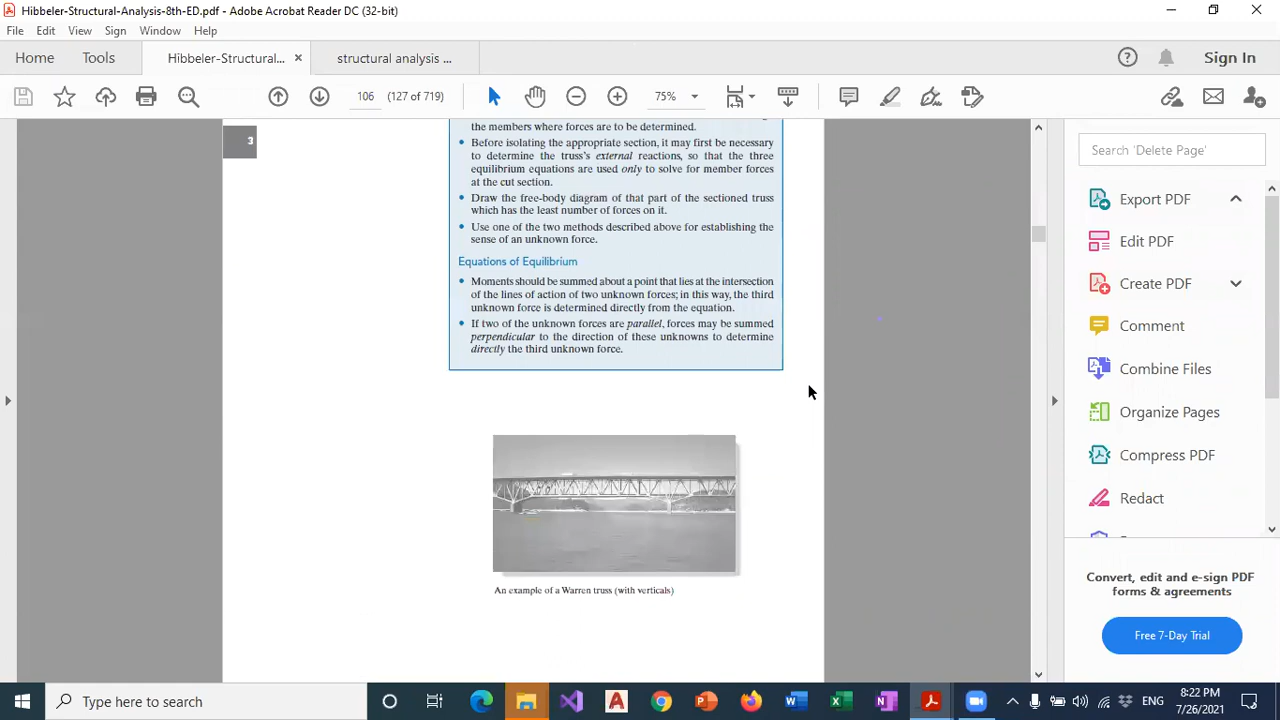 Hibbeler-Structural-Analysis-8th-ED.pdf - Adobe Acrobat Reader DC (32-bit)
File Edit View Sign Window Help
Home Tools Hibbeler-Structural... × structural analysis ... Sign In
106 (127 of 719) 75%
3
the members where forces are to be determined.
• Before isolating the appropriate section, it may first be necessary
to determine the truss's external reactions, so that the three
equilibrium equations are used only to solve for member forces
at the cut section.
• Draw the free-body diagram of that part of the sectioned truss
which has the least number of forces on it.
• Use one of the two methods described above for establishing the
sense of an unknown force.
Equations of Equilibrium
• Moments should be summed about a point that lies at the intersection
of the lines of action of two unknown forces; in this way, the third
unknown force is determined directly from the equation.
• If two of the unknown forces are parallel, forces may be summed
perpendicular to the direction of these unknowns to determine
directly the third unknown force.
An example of a Warren truss (with verticals)
Search 'Delete Page'
Export PDF
Edit PDF
Create PDF
Comment
Combine Files
Organize Pages
Compress PDF
Redact
Convert, edit and e-sign PDF
forms & agreements
Free 7-Day Trial
Type here to search
ENG
8:22 PM
7/26/2021